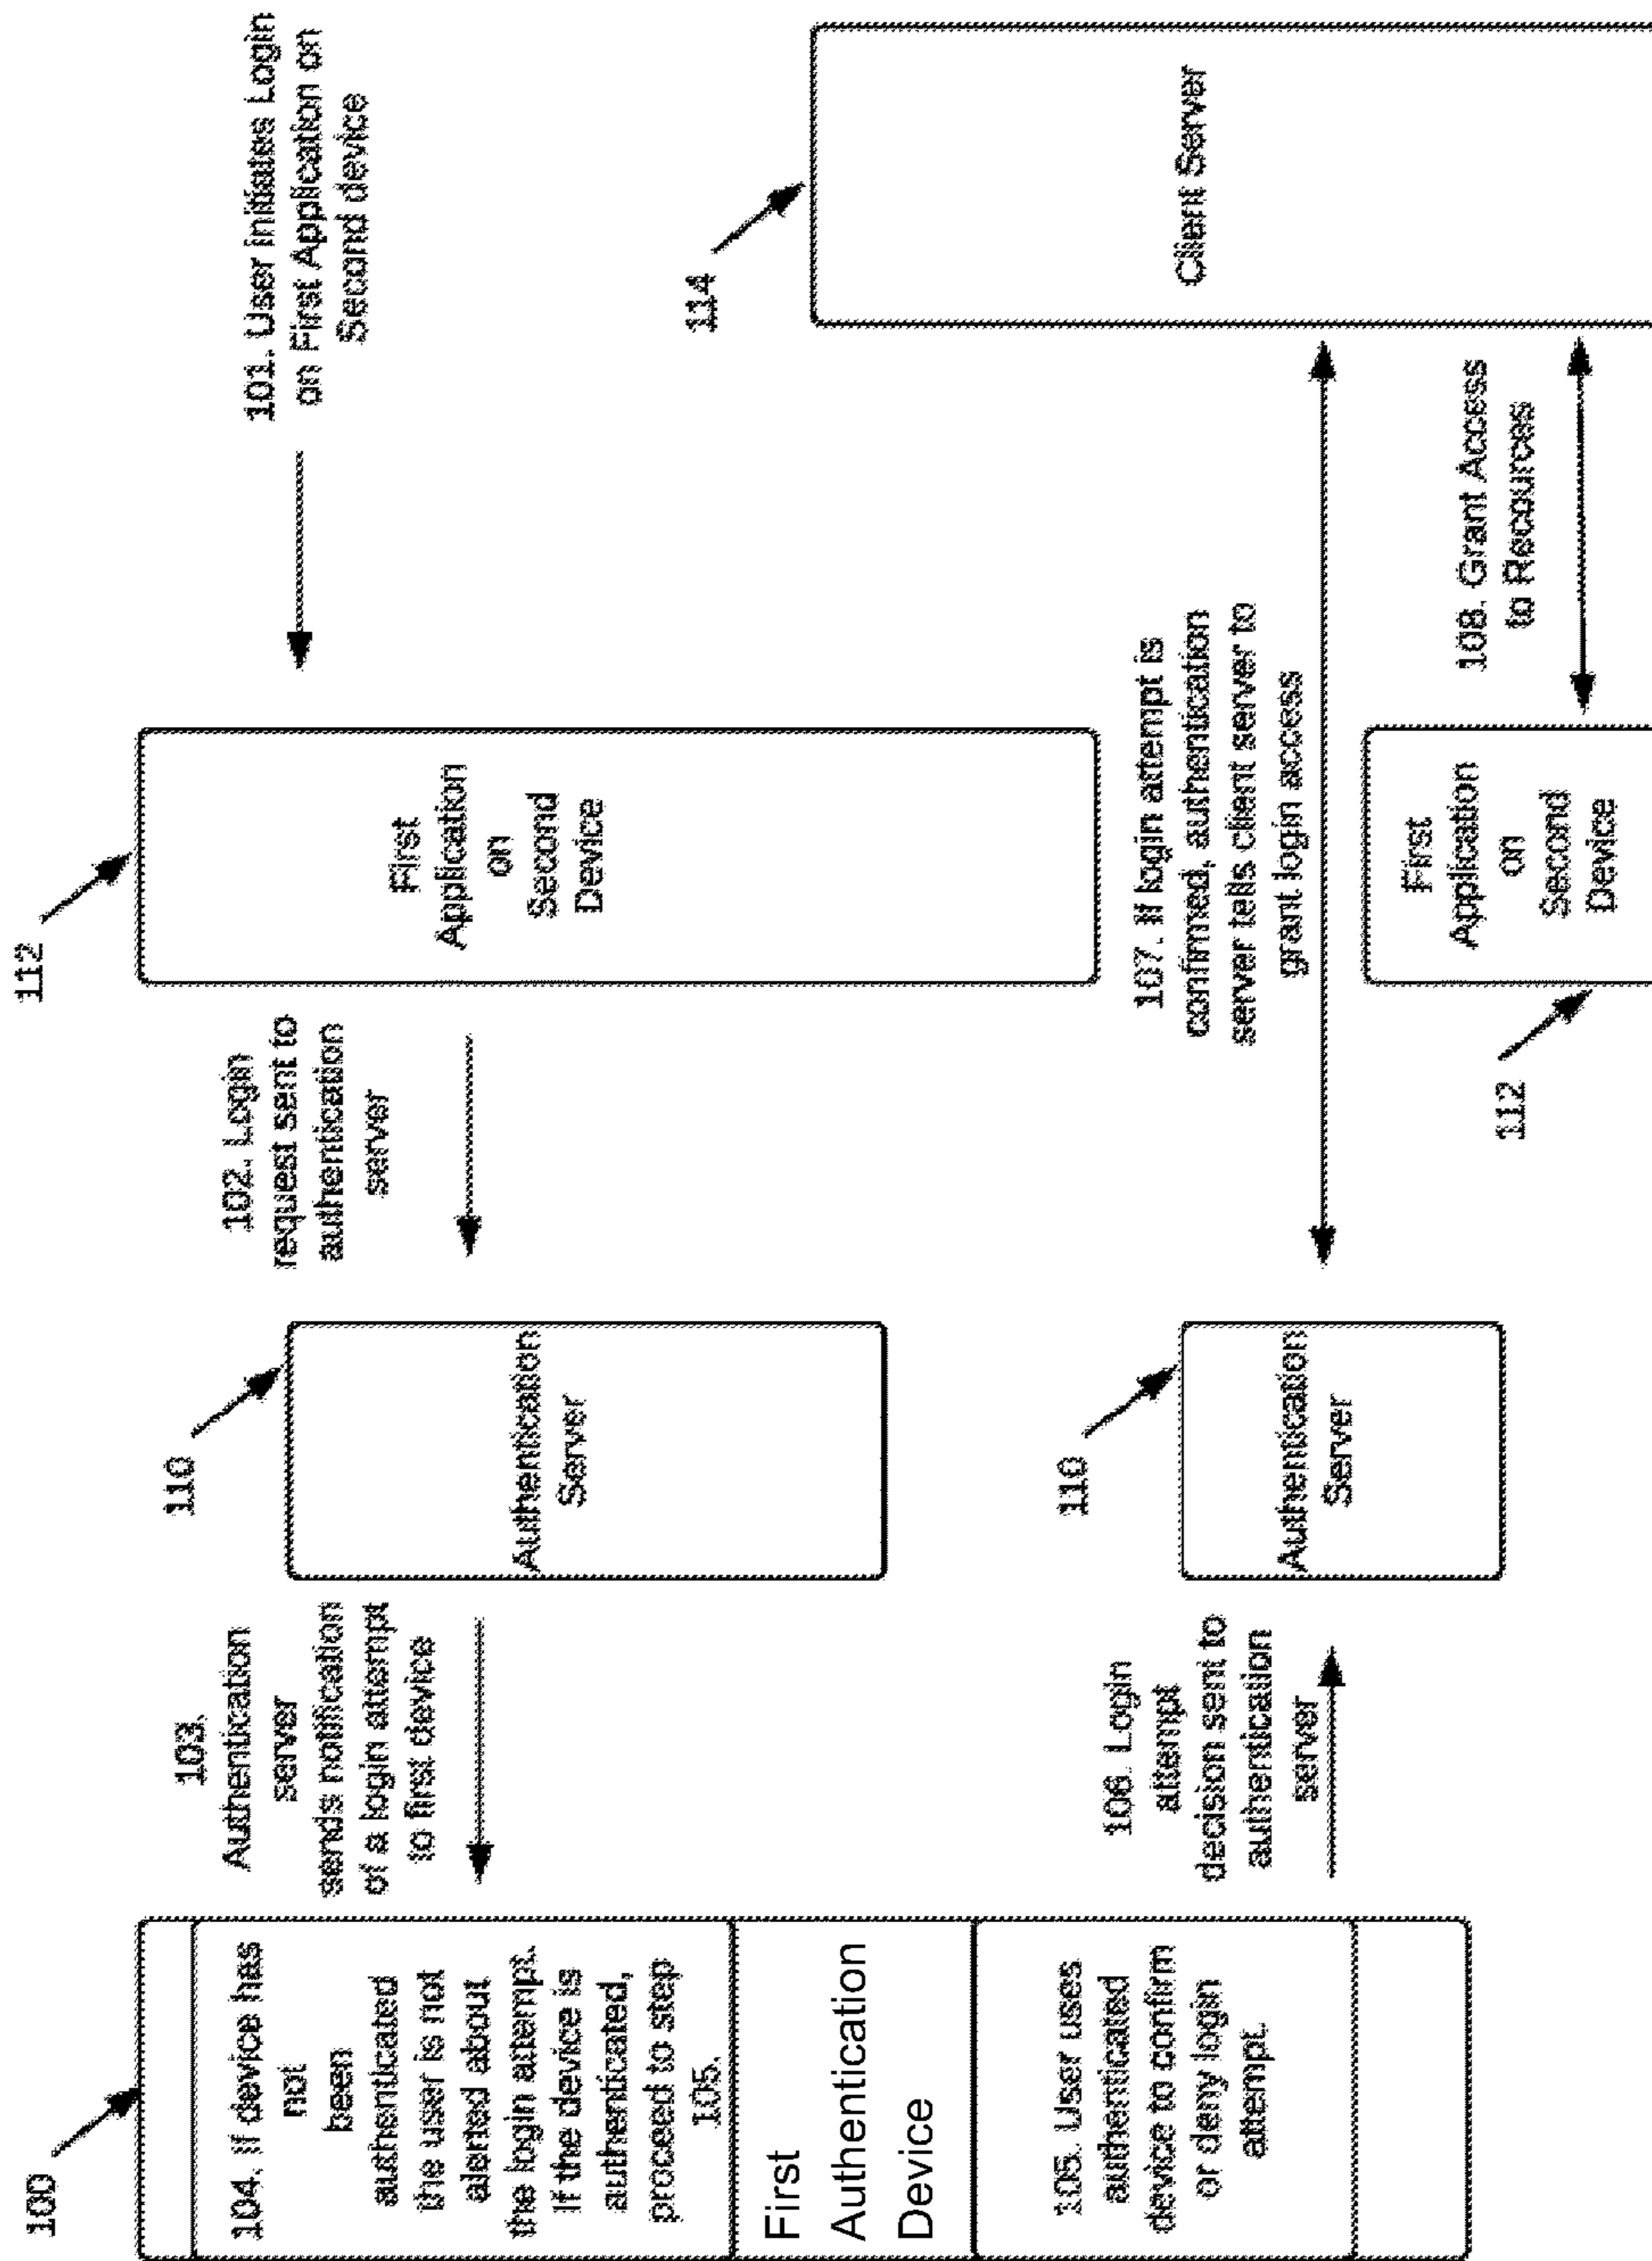 100
104. If device has
not
been
authenticated
the user is not
alerted about
the login attempt.
If the device is
authenticated,
proceed to step
105.
First
Authentication
Device
105. User uses
authenticated
device to confirm
or deny login
attempt.
103.
Authentication
server
sends notification
of a login attempt
to first device
106. Login
attempt
decision sent to
authentication
server
110
Authentication
Server
110
Authentication
Server
102. Login
request sent to
authentication
server
112
First
Application
on
Second
Device
107. If login attempt is
confirmed, authentication
server tells client server to
grant login access
112
First
Application
on
Second
Device
101. User initiates Login
on First Application on
Second device
108. Grant Access
to Recources
114
Client Server